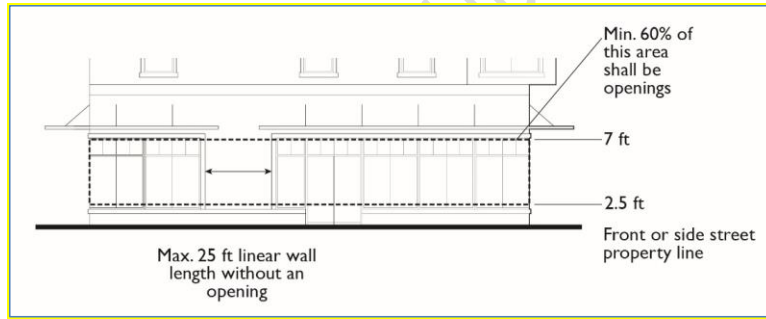 Min. 60% of
this area
shall be
openings
7 ft
2.5 ft
Front or side street
property line
Max. 25 ft linear wall
length without an
opening